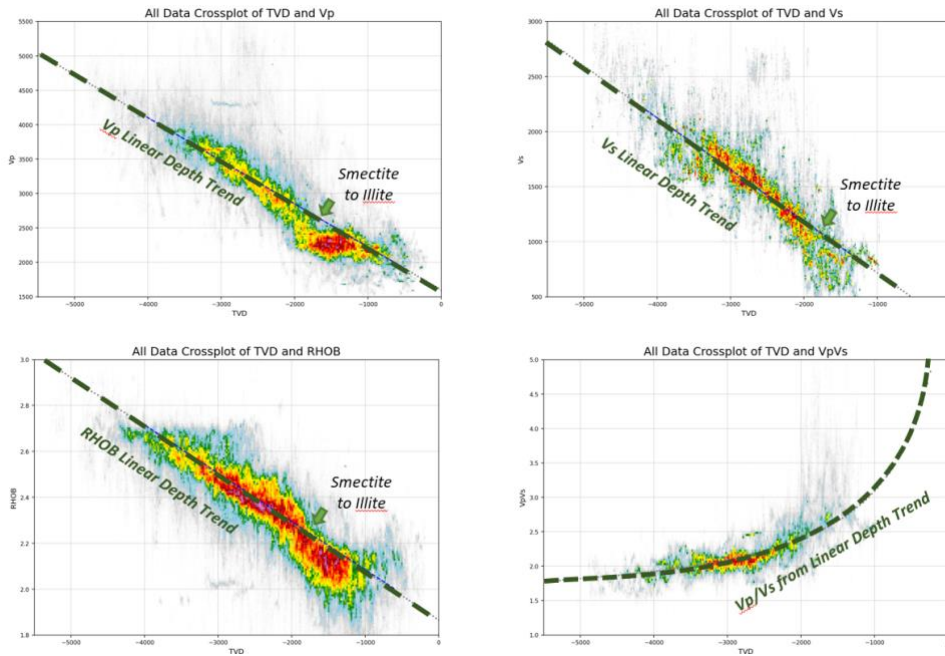 All Data Crossplot of TVD and Vp
5500
5000
4500
4000
3500
3000
2500
2000
1500
Vp
Vp Linear Depth Trend
Smectite
to Illite
−5000
−4000
−3000
−2000
−1000
0
TVD
All Data Crossplot of TVD and Vs
3000
2500
2000
1500
1000
500
Vs
Vs Linear Depth Trend
Smectite
to Illite
−5000
−4000
−3000
−2000
−1000
TVD
All Data Crossplot of TVD and RHOB
3.0
2.8
2.6
2.4
2.2
2.0
1.8
RHOB
RHOB Linear Depth Trend
Smectite
to Illite
−5000
−4000
−3000
−2000
−1000
0
TVD
All Data Crossplot of TVD and VpVs
5.0
4.5
4.0
3.5
3.0
2.5
2.0
1.5
1.0
VpVs
Vp/Vs from Linear Depth Trend
−5000
−4000
−3000
−2000
−1000
TVD